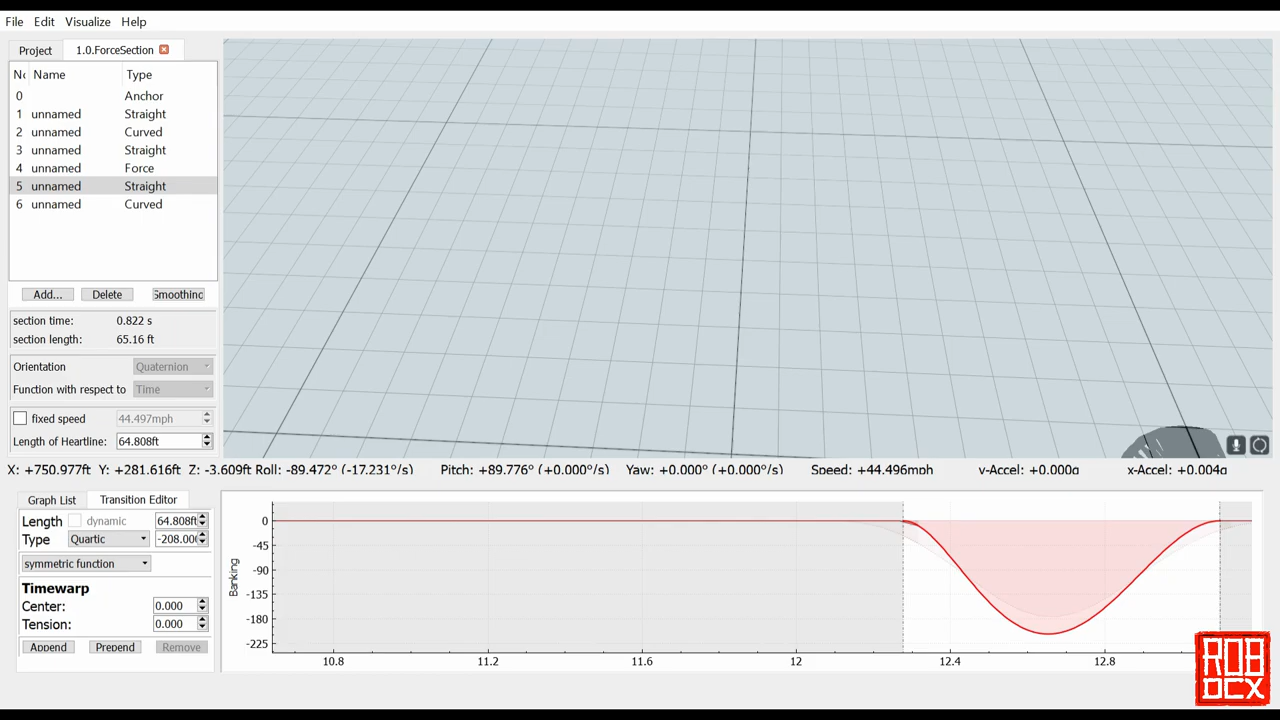 File Edit Visualize Help
Project 1.0.ForceSection
Name Type
0 Anchor
1 unnamed Straight
2 unnamed Curved
3 unnamed Straight
4 unnamed Force
5 unnamed Straight
6 unnamed Curved
Add... Delete Smoothing
section time: 0.822 s
section length: 65.16 ft
Orientation Quaternion
Function with respect to Time
fixed speed 44.497mph
Length of Heartline: 64.808ft
X: +750.977ft Y: +281.616ft Z: -3.609ft Roll: -89.472° (-17.231°/s) Pitch: +89.776° (+0.000°/s) Yaw: +0.000° (+0.000°/s) Speed: +44.496mph v-Accel: +0.000g x-Accel: +0.004g
Graph List Transition Editor
Length dynamic 64.808ft
Type Quartic -208.000
symmetric function
Timewarp
Center: 0.000
Tension: 0.000
Append Prepend Remove
Banking
0
-45
-90
-135
-180
-225
10.8 11.2 11.6 12 12.4 12.8
ROB
OCX